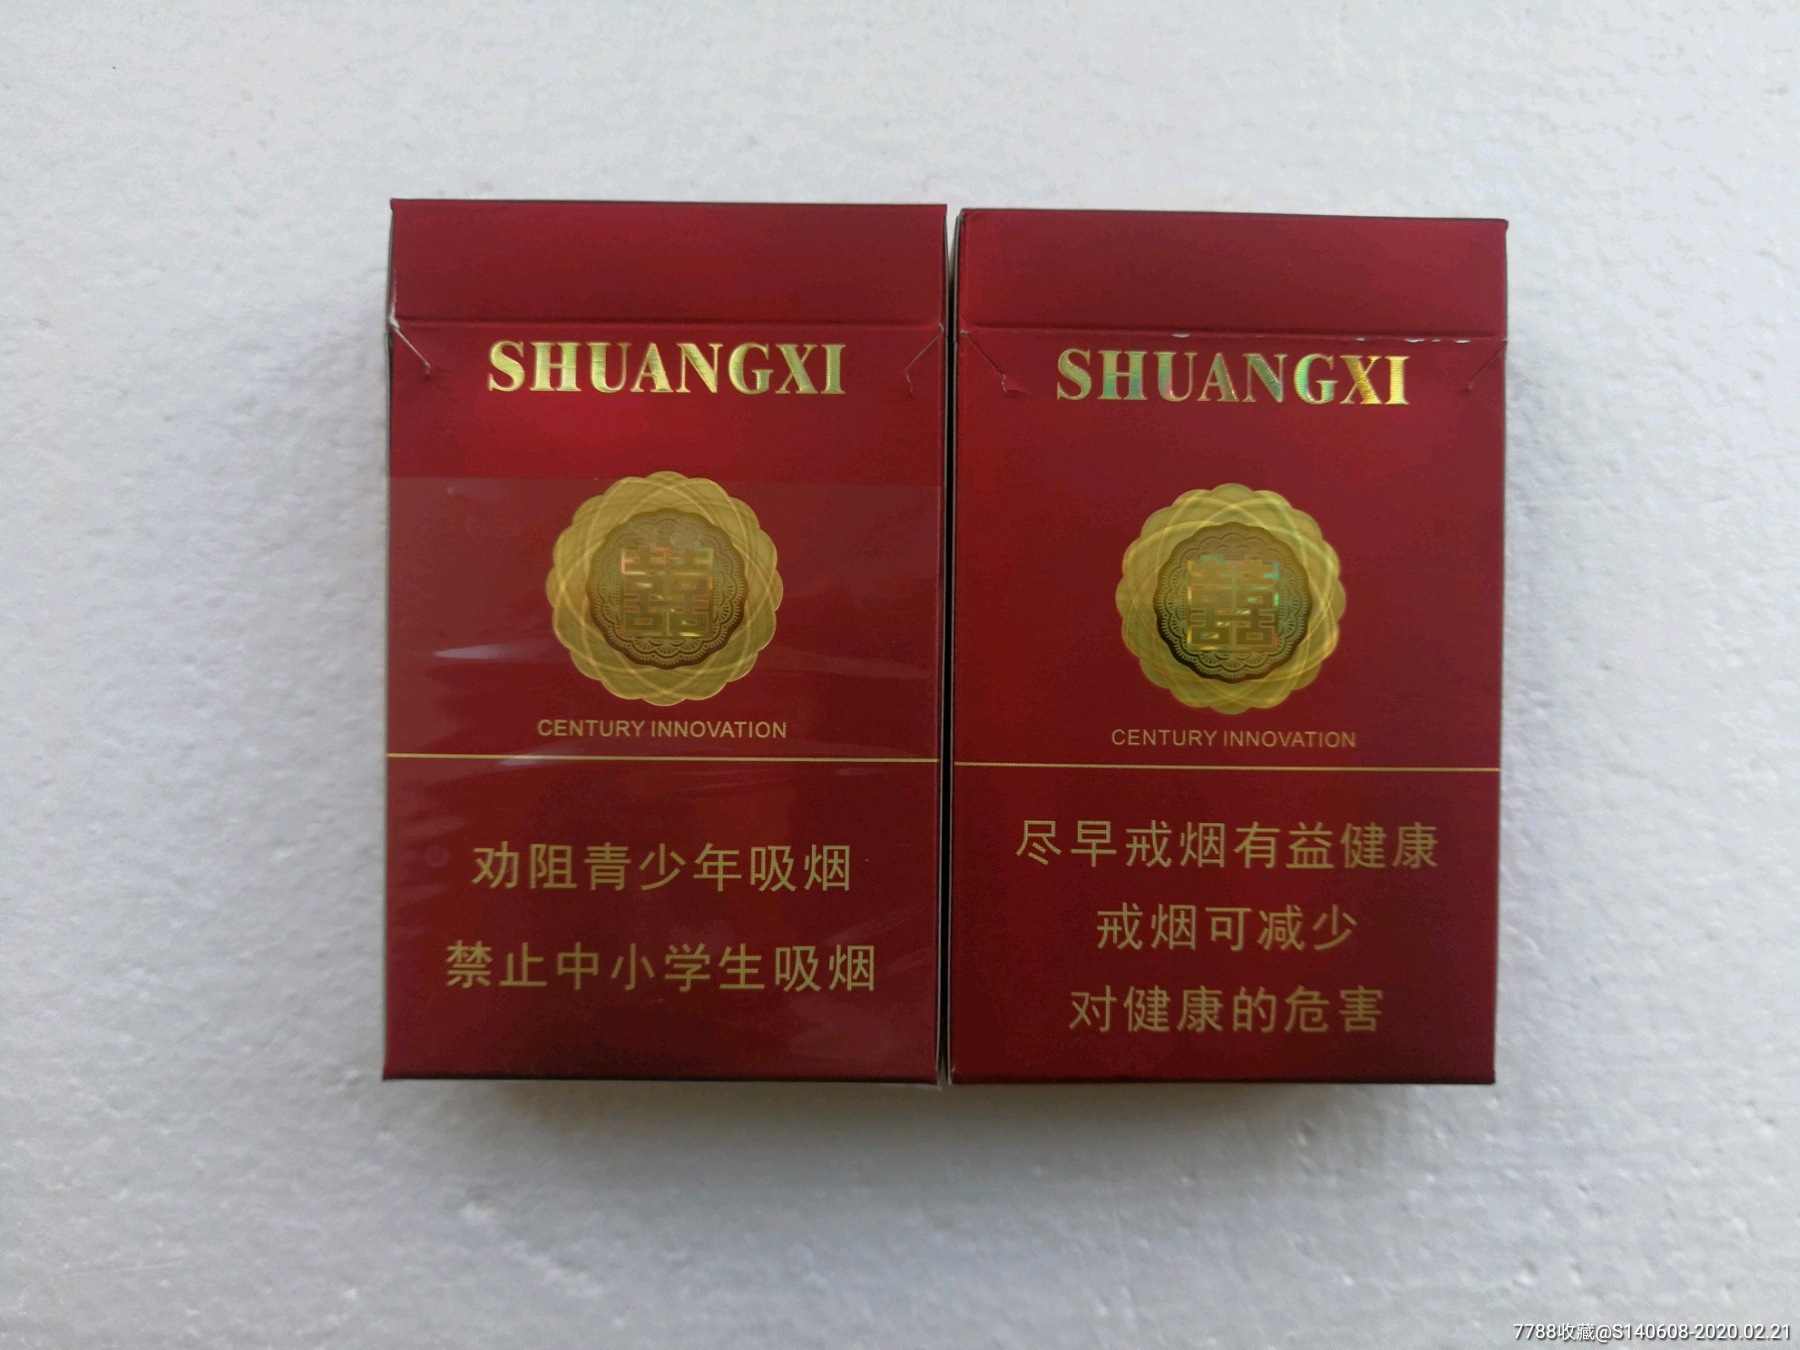 SHUANGXI
囍
CENTURY INNOVATION
劝阻青少年吸烟
禁止中小学生吸烟
SHUANGXI
囍
CENTURY INNOVATION
尽早戒烟有益健康
戒烟可减少
对健康的危害
7788收藏@S140608-2020.02.21